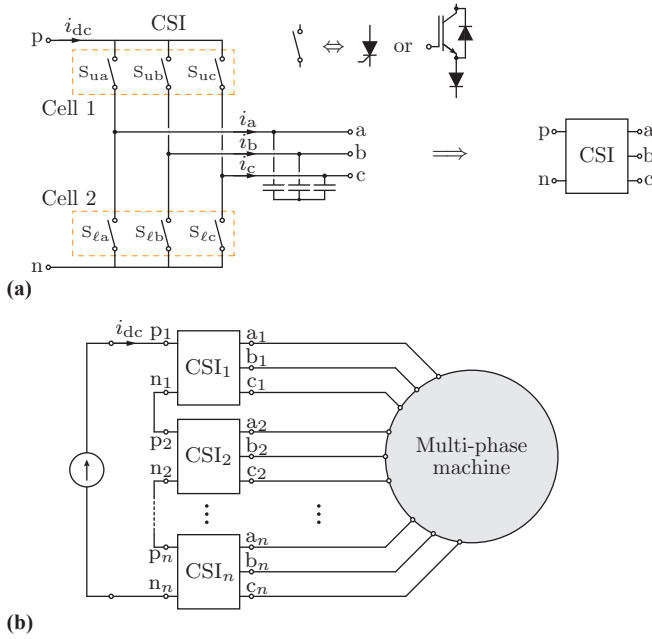 CSI
p
i_dc
S_ua
S_ub
S_uc
⇔
or
Cell 1
i_a
a
i_b
b
i_c
c
⇒
p
n
CSI
a
b
c
Cell 2
S_ℓa
S_ℓb
S_ℓc
n
(a)
i_dc
p_1
CSI_1
a_1
b_1
c_1
n_1
p_2
CSI_2
a_2
b_2
c_2
n_2
Multi-phase
machine
p_n
CSI_n
a_n
b_n
c_n
n_n
(b)